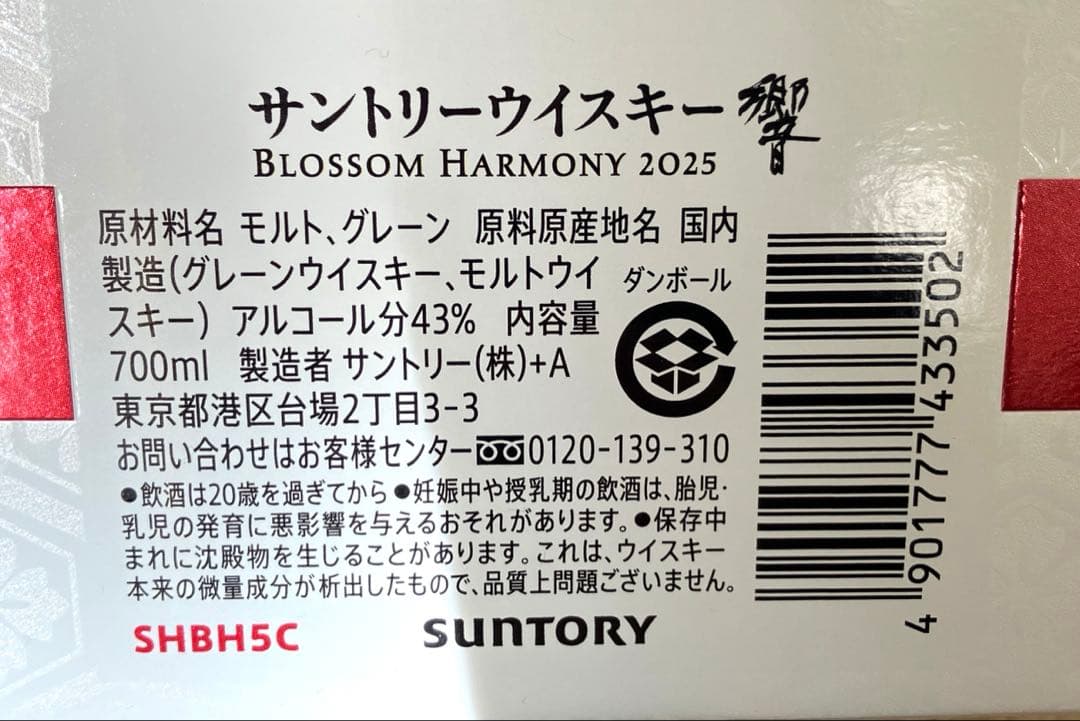 サントリーウイスキー響
BLOSSOM HARMONY 2025
原材料名 モルト、グレーン 原料原産地名 国内
製造(グレーンウイスキー、モルトウイ
スキー) アルコール分43% 内容量
700ml 製造者 サントリー(株)+A
東京都港区台場2丁目3-3
お問い合わせはお客様センター 0120-139-310
●飲酒は20歳を過ぎてから●妊娠中や授乳期の飲酒は、胎児・
乳児の発育に悪影響を与えるおそれがあります。●保存中
まれに沈殿物を生じることがあります。これは、ウイスキー
本来の微量成分が析出したもので、品質上問題ございません。
ダンボール
SHBH5C
SUNTORY
4 901777 433502